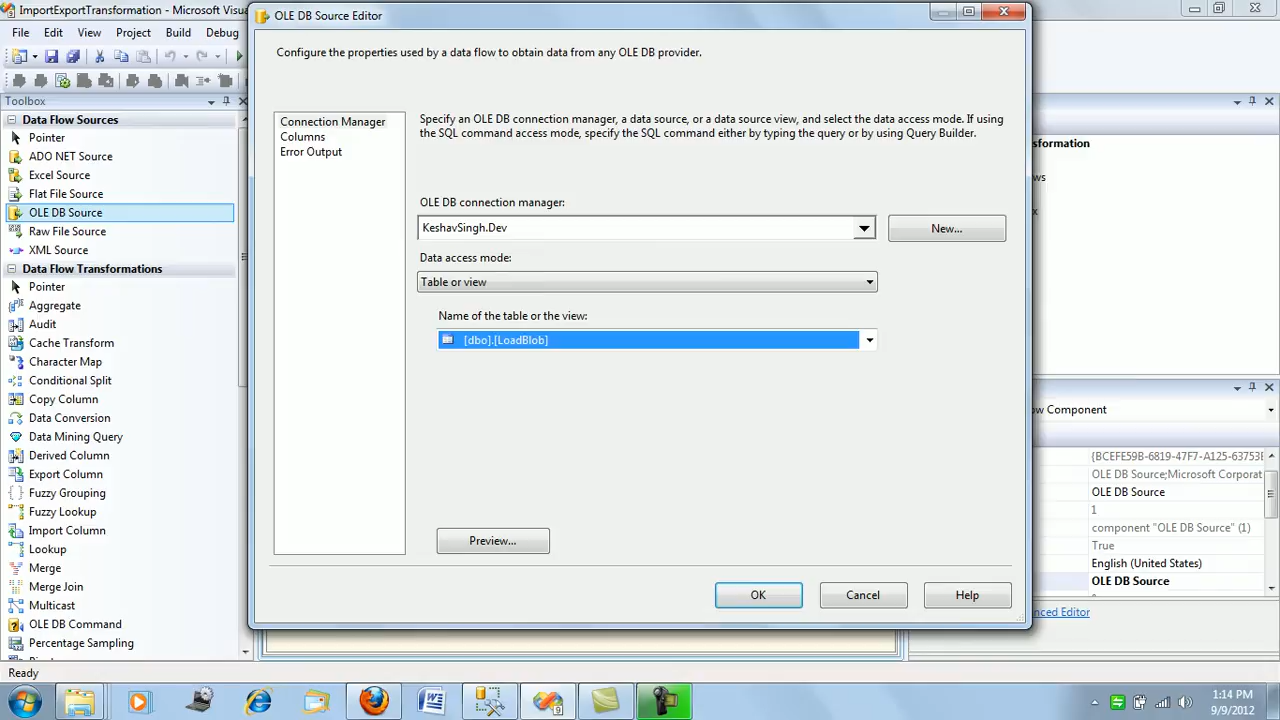 ImportExportTransformation - Microsoft Visua
OLE DB Source Editor
File Edit View Project Build Debug
Configure the properties used by a data flow to obtain data from any OLE DB provider.
Toolbox
Data Flow Sources
Pointer
ADO NET Source
Excel Source
Flat File Source
OLE DB Source
Raw File Source
XML Source
Data Flow Transformations
Pointer
Aggregate
Audit
Cache Transform
Character Map
Conditional Split
Copy Column
Data Conversion
Data Mining Query
Derived Column
Export Column
Fuzzy Grouping
Fuzzy Lookup
Import Column
Lookup
Merge
Merge Join
Multicast
OLE DB Command
Percentage Sampling
Connection Manager
Columns
Error Output
Specify an OLE DB connection manager, a data source, or a data source view, and select the data access mode. If using
the SQL command access mode, specify the SQL command either by typing the query or by using Query Builder.
OLE DB connection manager:
KeshavSingh.Dev
New...
Data access mode:
Table or view
Name of the table or the view:
[dbo].[LoadBlob]
Preview...
OK Cancel Help
sformation
ws
x
ow Component
{BCEFE59B-6819-47F7-A125-63753E
OLE DB Source;Microsoft Corporat
OLE DB Source
1
component "OLE DB Source" (1)
True
English (United States)
OLE DB Source
nced Editor
Ready
1:14 PM
9/9/2012